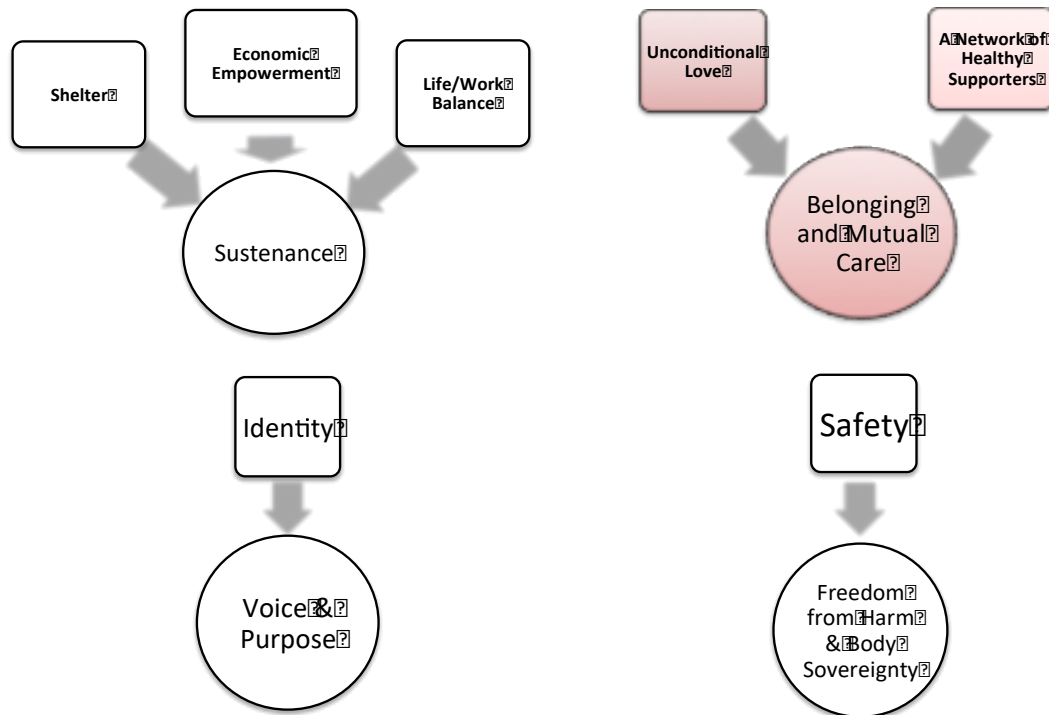 Shelter
Economic
Empowerment
Life/Work
Balance
Sustenance
Unconditional
Love
A Network of
Healthy
Supporters
Belonging
and Mutual
Care
Identity
Voice &
Purpose
Safety
Freedom
from Harm
& Body
Sovereignty